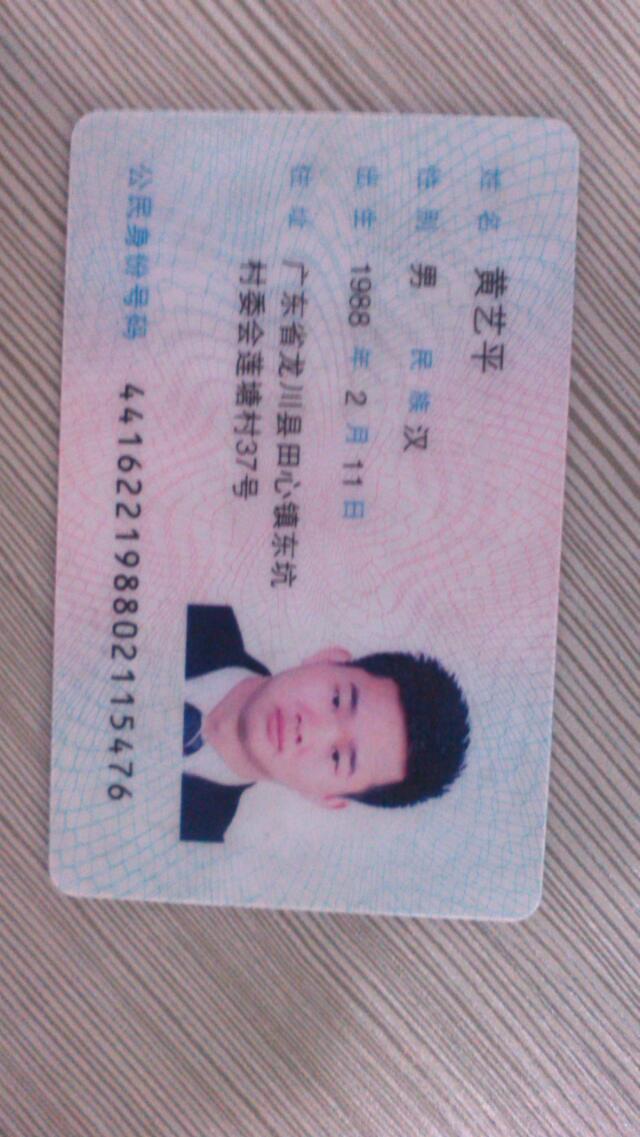 姓名 黄艺平
性别 男 民族 汉
出生 1988 年 2 月 11 日
住址 广东省龙川县田心镇东坑
村委会莲塘村37号
公民身份号码 441622198802115476